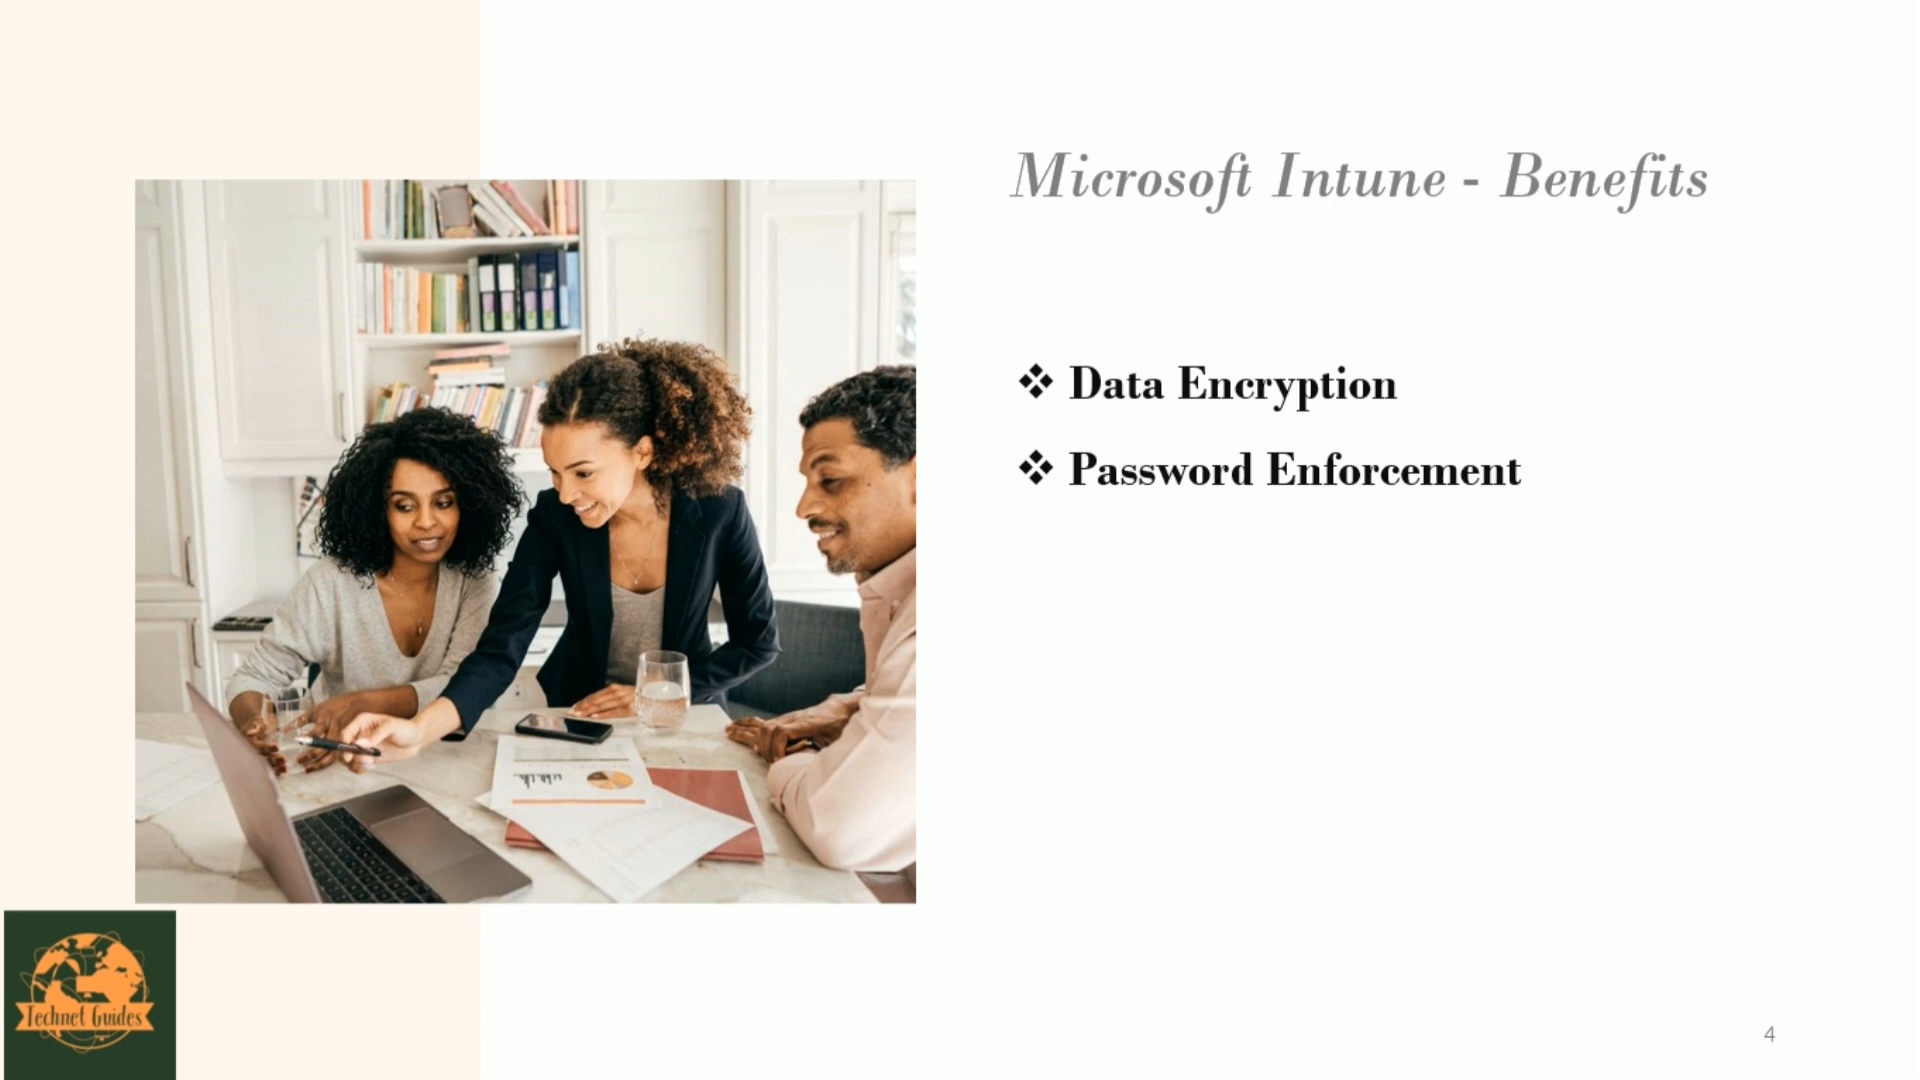 Microsoft Intune - Benefits
❖ Data Encryption
❖ Password Enforcement
Technet Guides
4